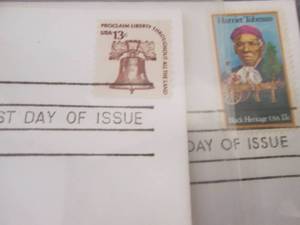 PROCLAIM LIBERTY THROUGHOUT ALL THE LAND
USA 13c
ST DAY OF ISSUE
Harriet Tubman
Black Heritage USA 13c
DAY OF ISSUE